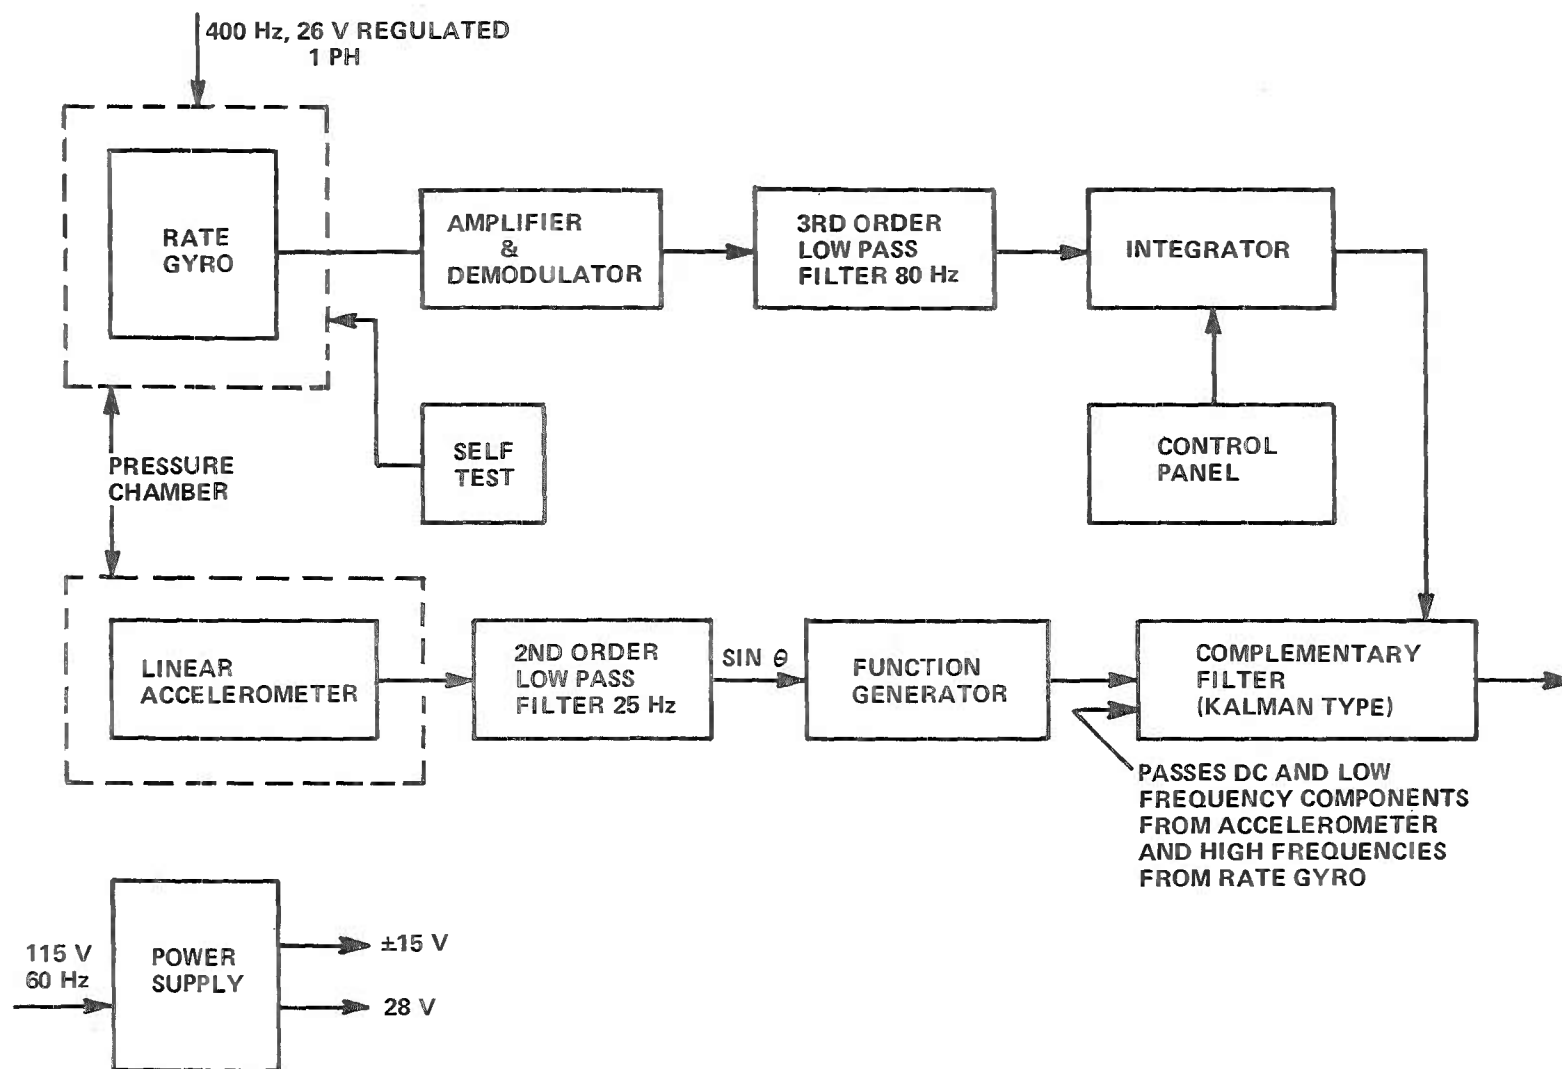 400 Hz, 26 V REGULATED
1 PH
RATE
GYRO
AMPLIFIER
&
DEMODULATOR
3RD ORDER
LOW PASS
FILTER 80 Hz
INTEGRATOR
PRESSURE
CHAMBER
SELF
TEST
CONTROL
PANEL
LINEAR
ACCELEROMETER
2ND ORDER
LOW PASS
FILTER 25 Hz
SIN θ
FUNCTION
GENERATOR
COMPLEMENTARY
FILTER
(KALMAN TYPE)
PASSES DC AND LOW
FREQUENCY COMPONENTS
FROM ACCELEROMETER
AND HIGH FREQUENCIES
FROM RATE GYRO
115 V
60 Hz
POWER
SUPPLY
±15 V
28 V